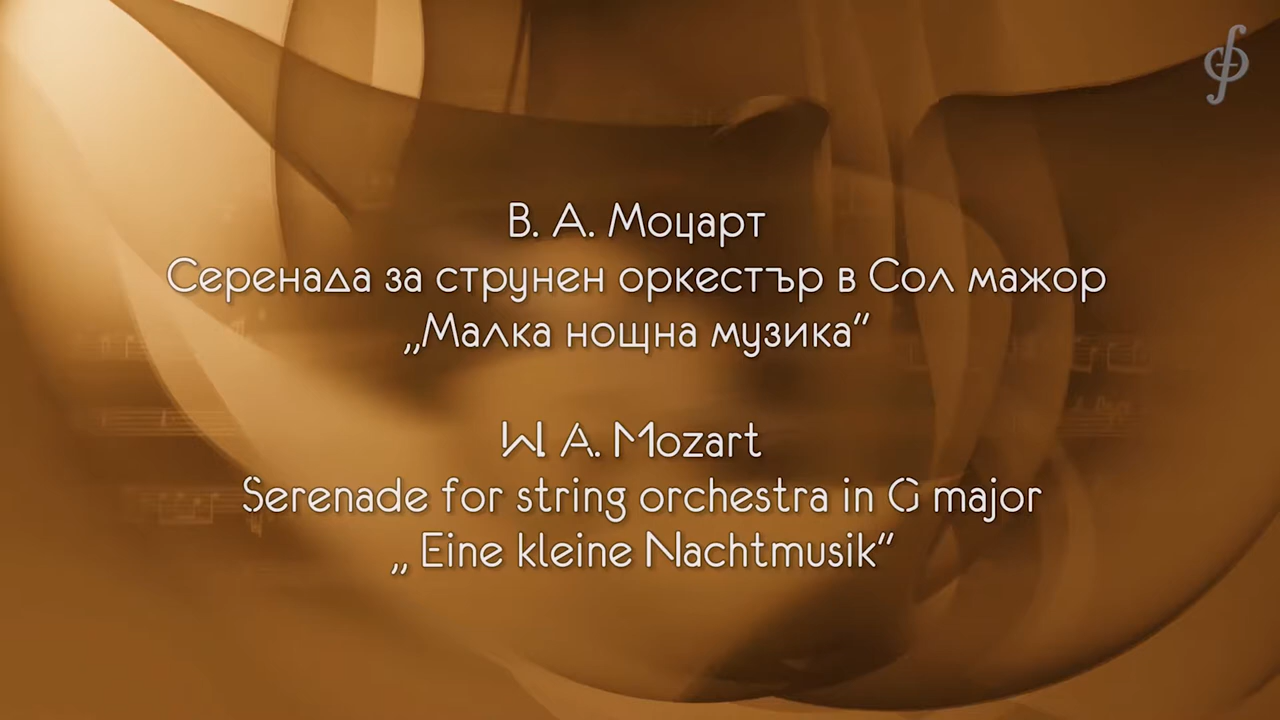 В. А. Моцарт
Серенада за струнен оркестър в Сол мажор
„Малка нощна музика“
W. A. Mozart
Serenade for string orchestra in G major
„ Eine kleine Nachtmusik“